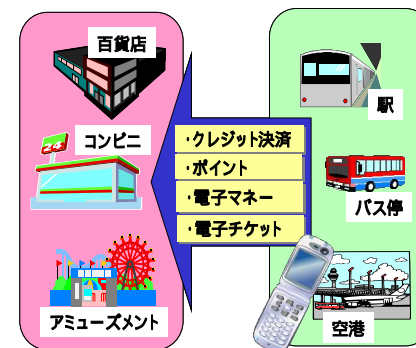 百貨店
コンビニ
24
アミューズメント
・クレジット決済
・ポイント
・電子マネー
・電子チケット
駅
バス停
空港